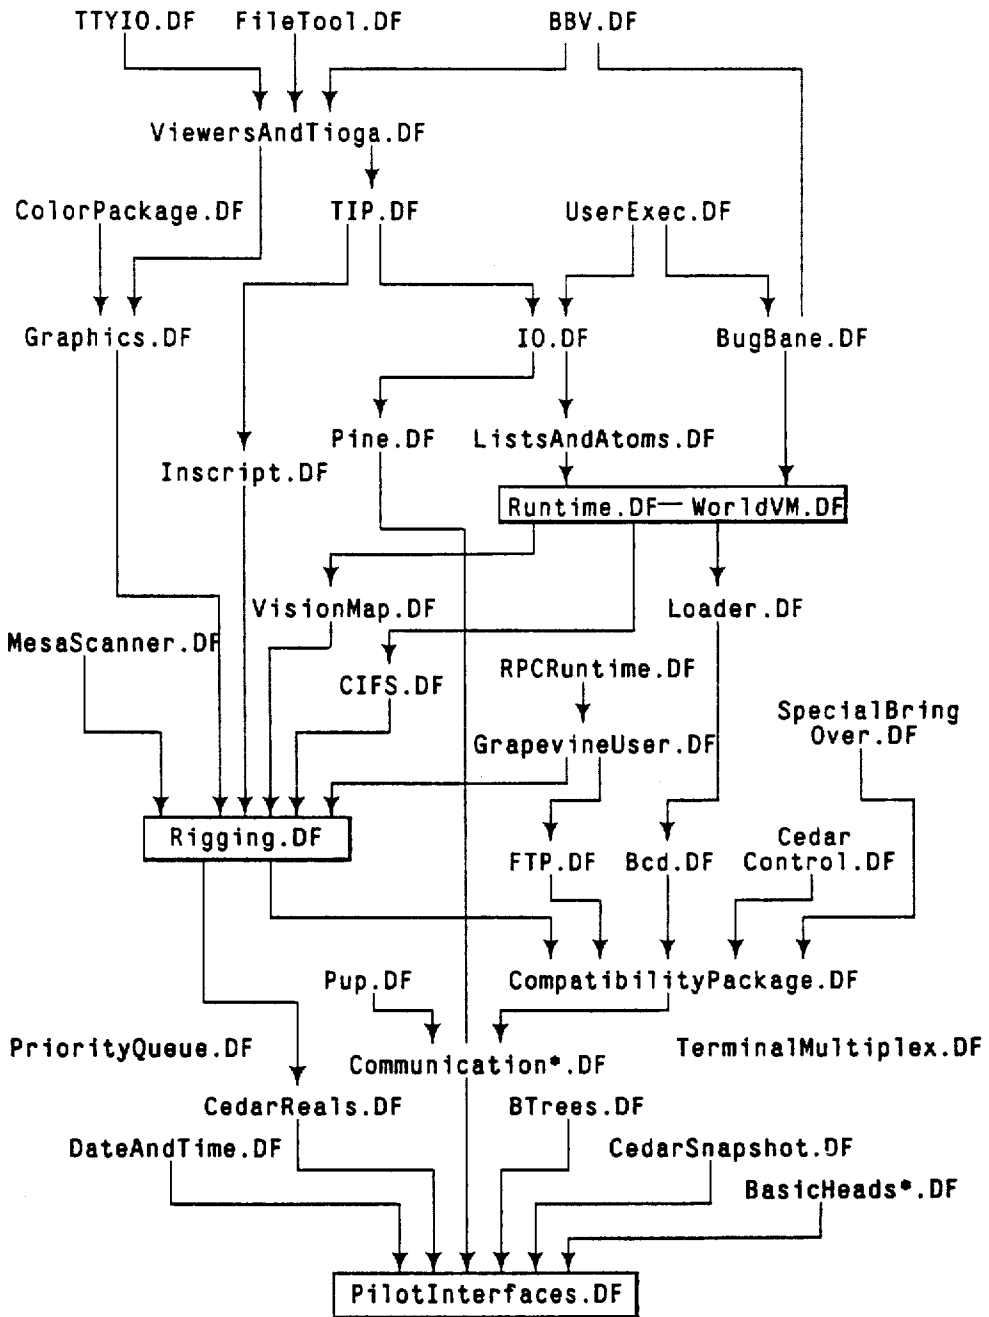 TTYIO.DF FileTool.DF BBV.DF
ViewersAndTioga.DF
ColorPackage.DF TIP.DF UserExec.DF
Graphics.DF IO.DF BugBane.DF
Pine.DF ListsAndAtoms.DF
Inscript.DF
Runtime.DF — WorldVM.DF
VisionMap.DF Loader.DF
MesaScanner.DF
CIFS.DF RPCRuntime.DF
SpecialBring
Over.DF
GrapevineUser.DF
Rigging.DF
Cedar
Control.DF
FTP.DF Bcd.DF
Pup.DF CompatibilityPackage.DF
PriorityQueue.DF TerminalMultiplex.DF
Communication*.DF
CedarReals.DF BTrees.DF
DateAndTime.DF CedarSnapshot.DF
BasicHeads*.DF
PilotInterfaces.DF